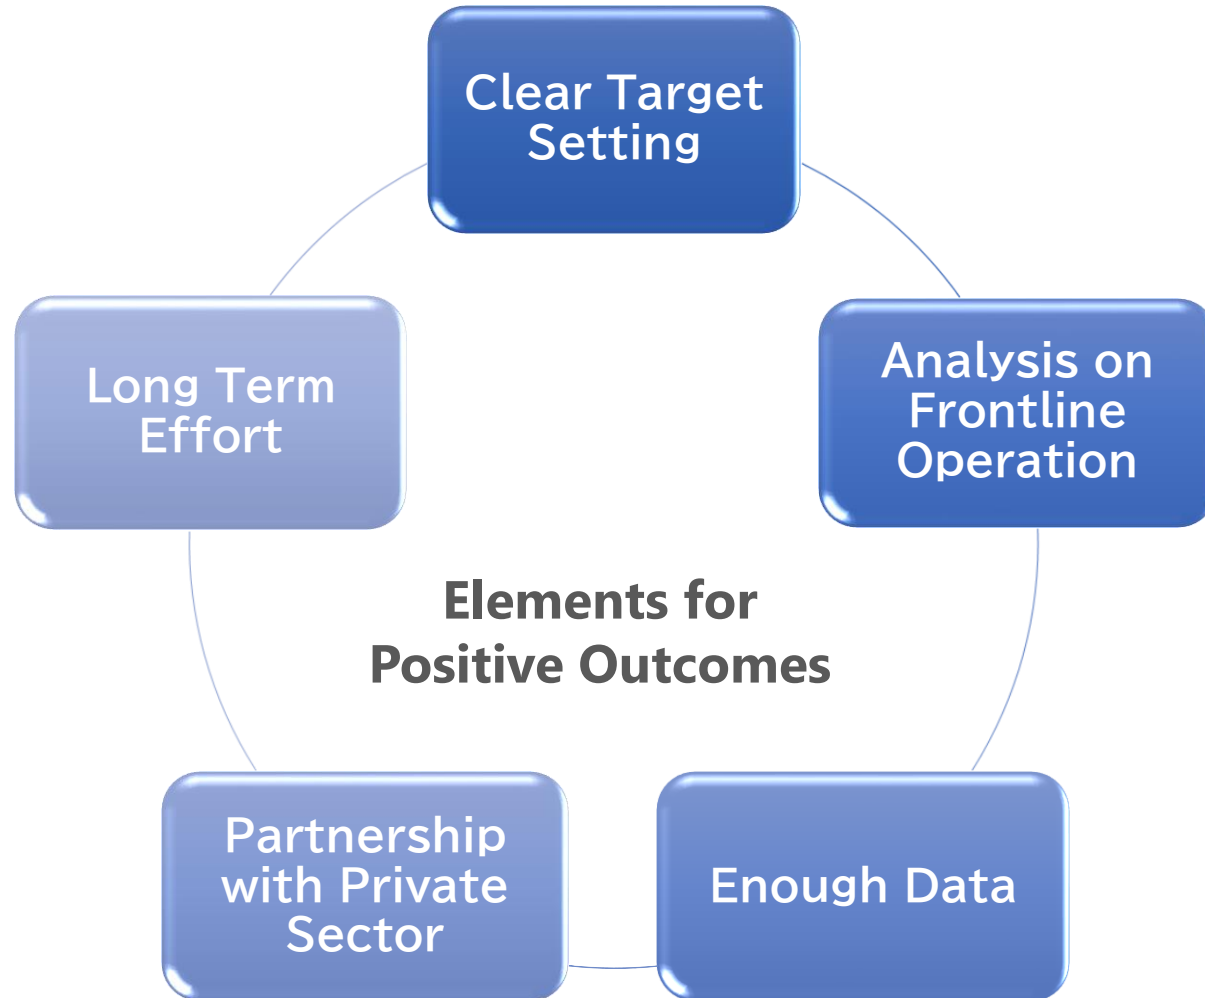 Clear Target
Setting
Analysis on
Frontline
Operation
Enough Data
Partnership
with Private
Sector
Long Term
Effort
Elements for
Positive Outcomes